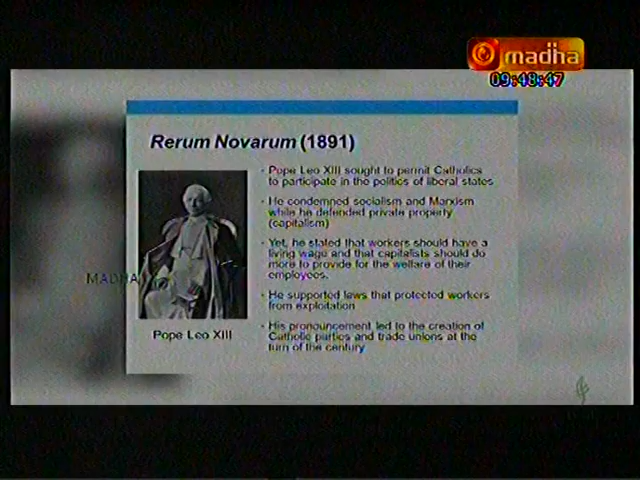 madha
09:48:47
Rerum Novarum (1891)
· Pope Leo XIII sought to permit Catholics
to participate in the politics of liberal states
· He condemned socialism and Marxism
while he defended private property
(capitalism)
· Yet, he stated that workers should have a
living wage and that capitalists should do
more to provide for the welfare of their
employees.
· He supported laws that protected workers
from exploitation
· His pronouncement led to the creation of
Catholic parties and trade unions at the
turn of the century
MADHA
Pope Leo XIII